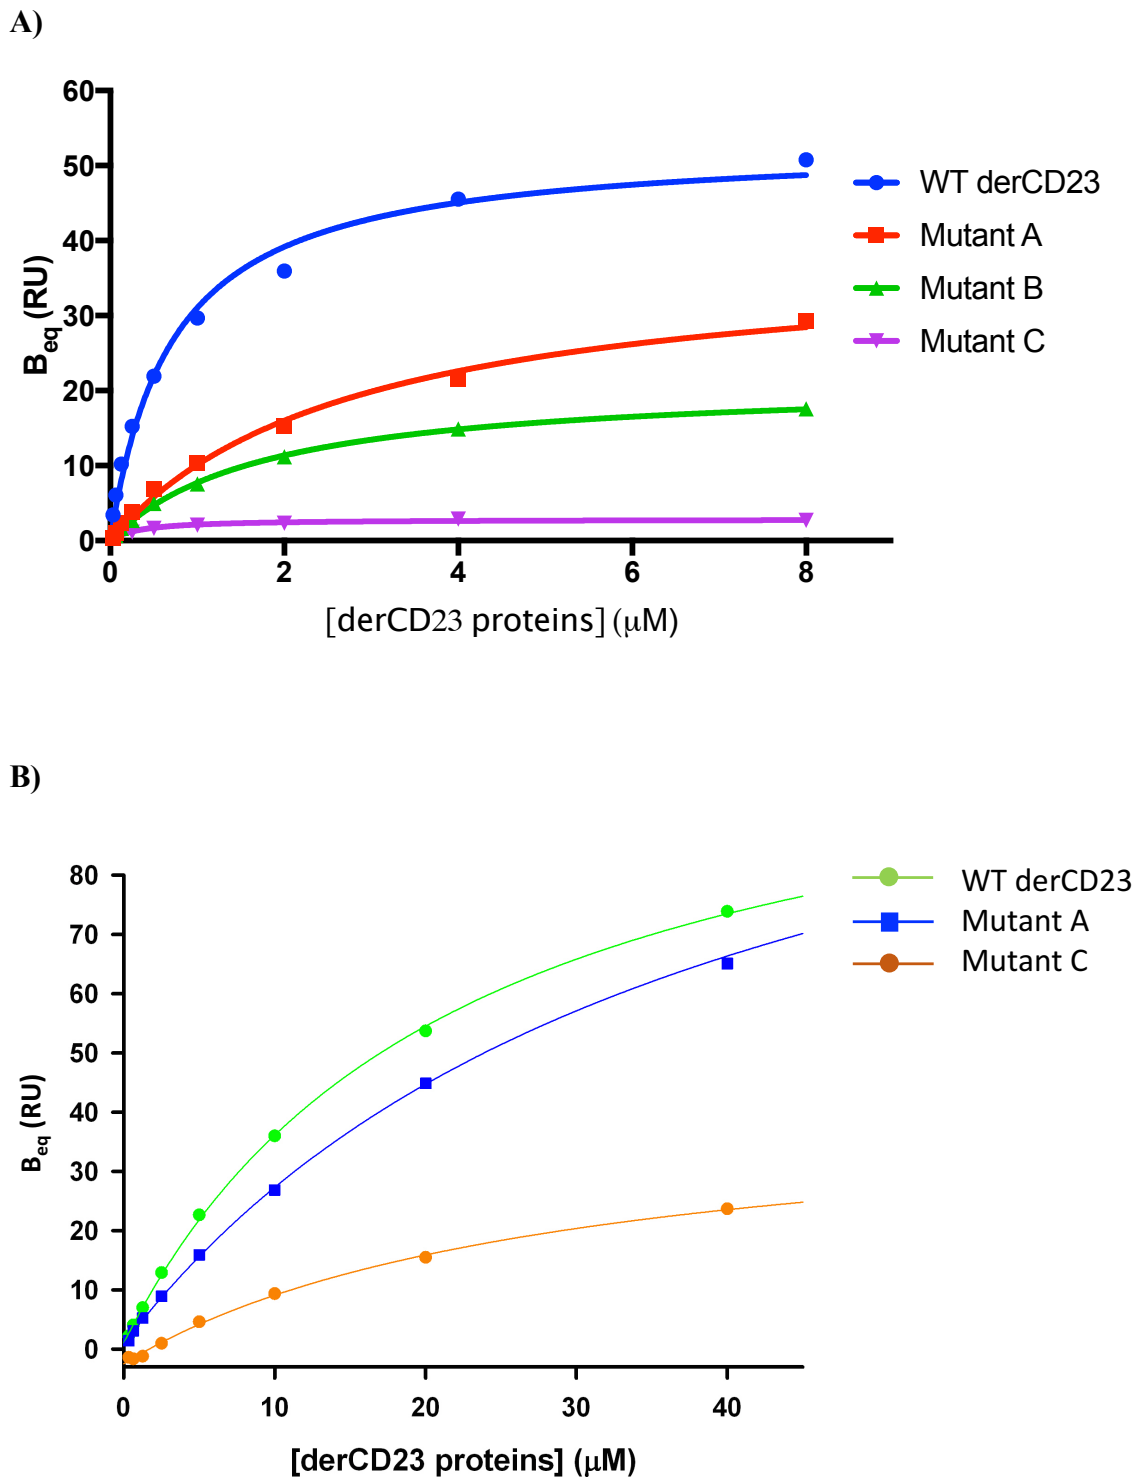 A)
60
50
40
30
20
10
0
B_eq (RU)
0 2 4 6 8
[derCD23 proteins] (μM)
WT derCD23
Mutant A
Mutant B
Mutant C
B)
80
70
60
50
40
30
20
10
0
B_eq (RU)
0 10 20 30 40
[derCD23 proteins] (μM)
WT derCD23
Mutant A
Mutant C